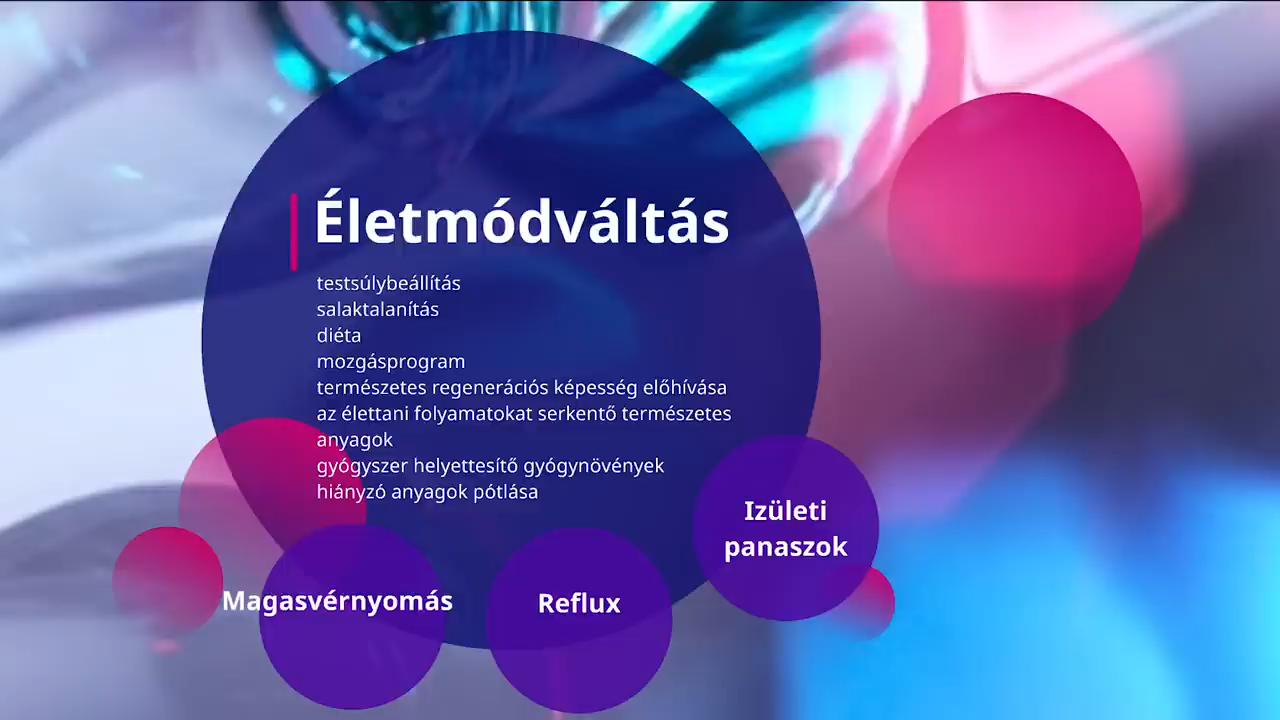 Életmódváltás
testsúlybeállítás
salaktalanítás
diéta
mozgásprogram
természetes regenerációs képesség előhívása
az élettani folyamatokat serkentő természetes
anyagok
gyógyszer helyettesítő gyógynövények
hiányzó anyagok pótlása
Izületi
panaszok
Magasvérnyomás
Reflux